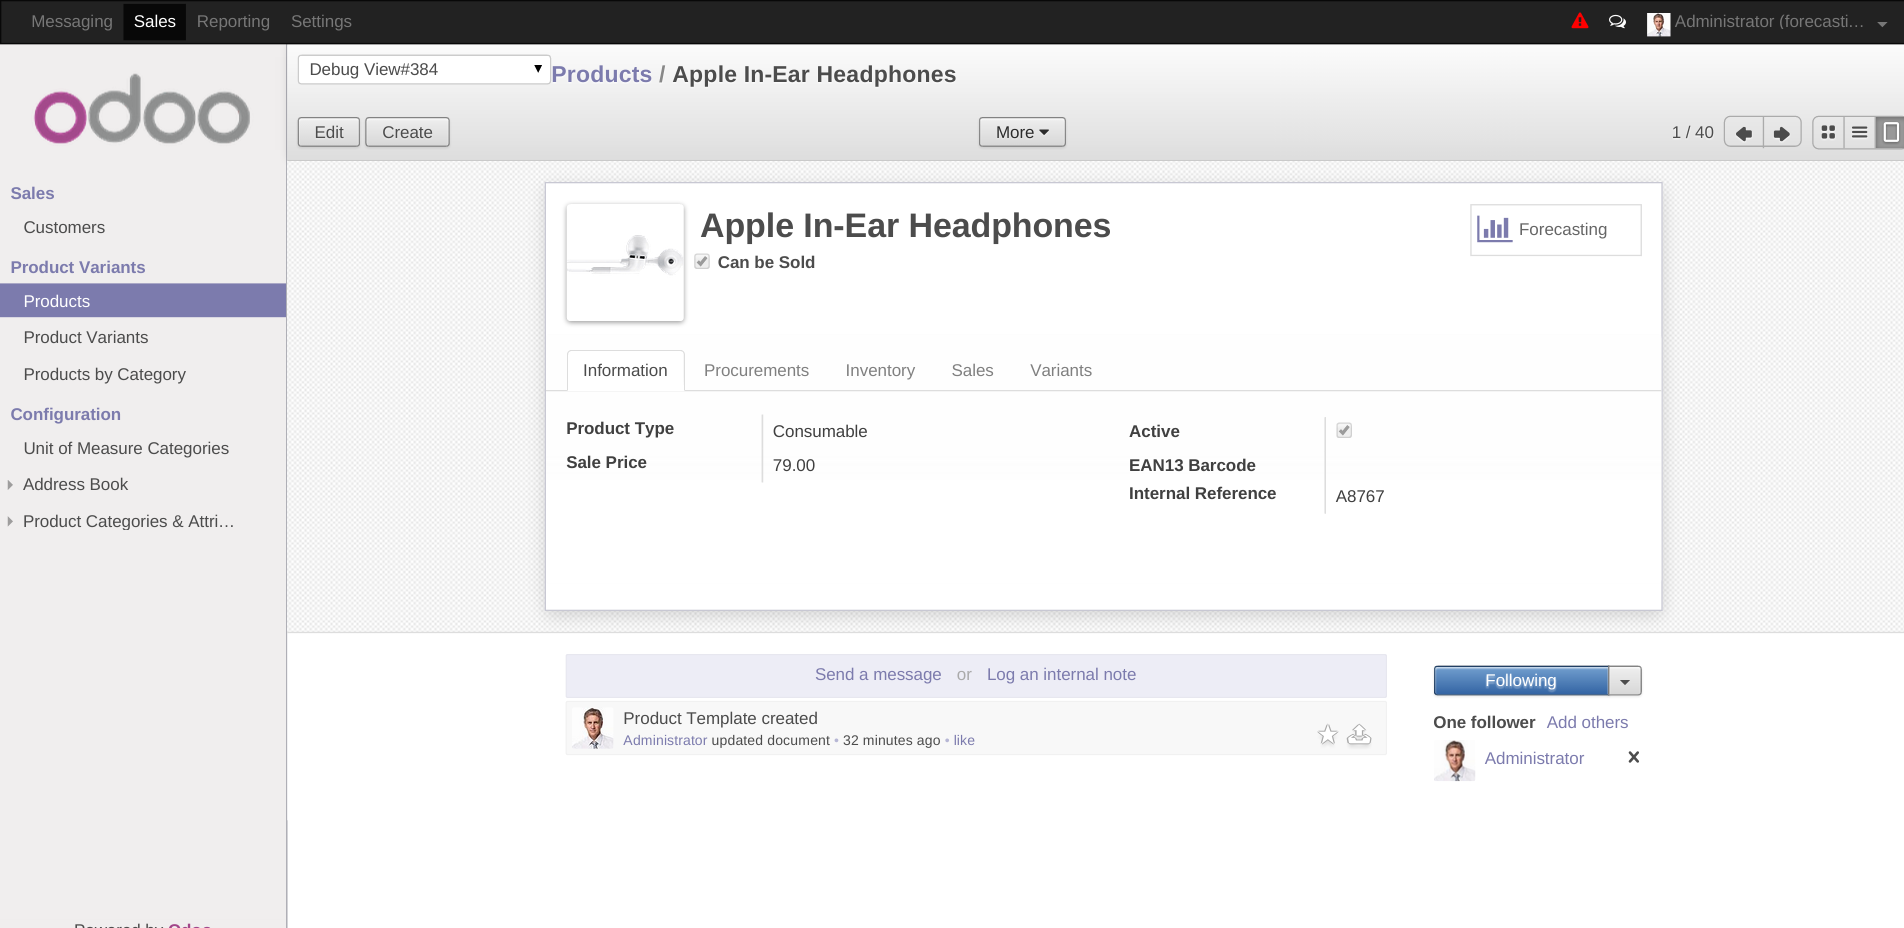 Messaging Sales Reporting Settings Administrator (forecasti...
odoo
Debug View#384 Products / Apple In-Ear Headphones
Edit Create More 1 / 40
Sales
Customers
Product Variants
Products
Product Variants
Products by Category
Configuration
Unit of Measure Categories
Address Book
Product Categories & Attri...
Apple In-Ear Headphones
Can be Sold
Forecasting
Information Procurements Inventory Sales Variants
Product Type Consumable
Sale Price 79.00
Active
EAN13 Barcode
Internal Reference A8767
Send a message or Log an internal note
Product Template created
Administrator updated document • 32 minutes ago • like
Following
One follower Add others
Administrator
Powered by Odoo